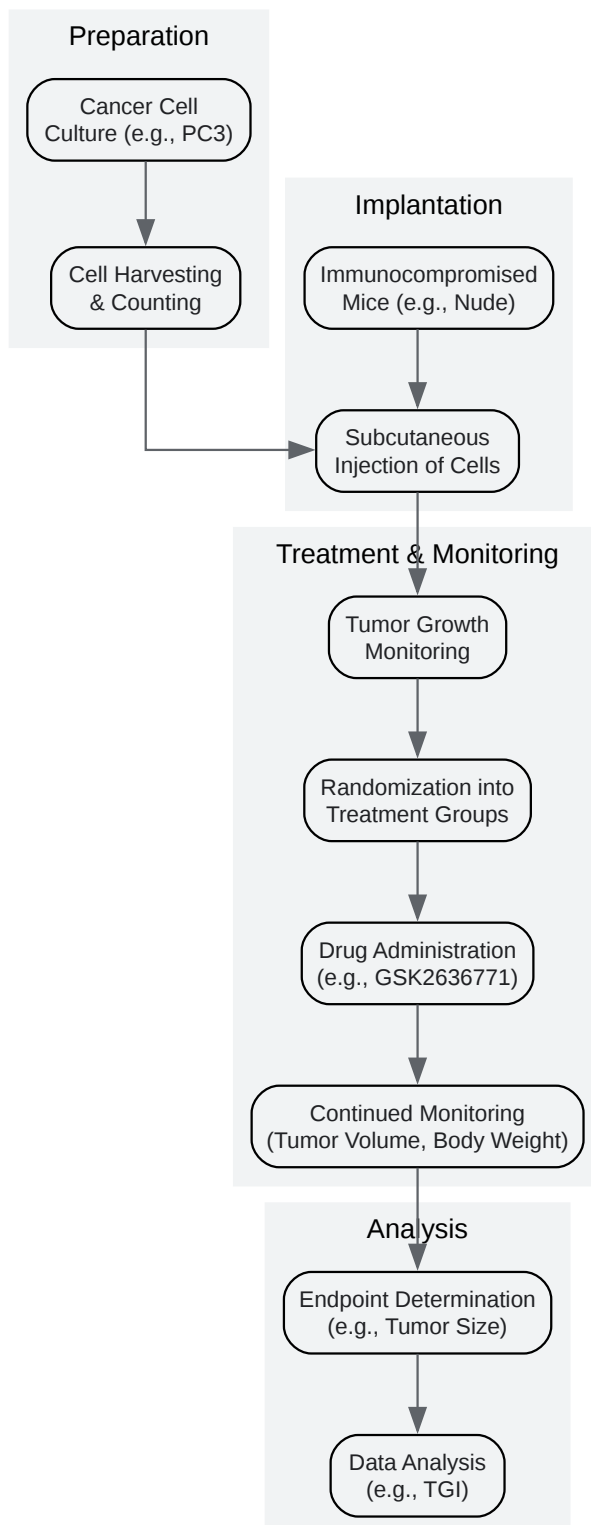 Preparation
Cancer Cell
Culture (e.g., PC3)
Cell Harvesting
& Counting
Implantation
Immunocompromised
Mice (e.g., Nude)
Subcutaneous
Injection of Cells
Treatment & Monitoring
Tumor Growth
Monitoring
Randomization into
Treatment Groups
Drug Administration
(e.g., GSK2636771)
Continued Monitoring
(Tumor Volume, Body Weight)
Analysis
Endpoint Determination
(e.g., Tumor Size)
Data Analysis
(e.g., TGI)